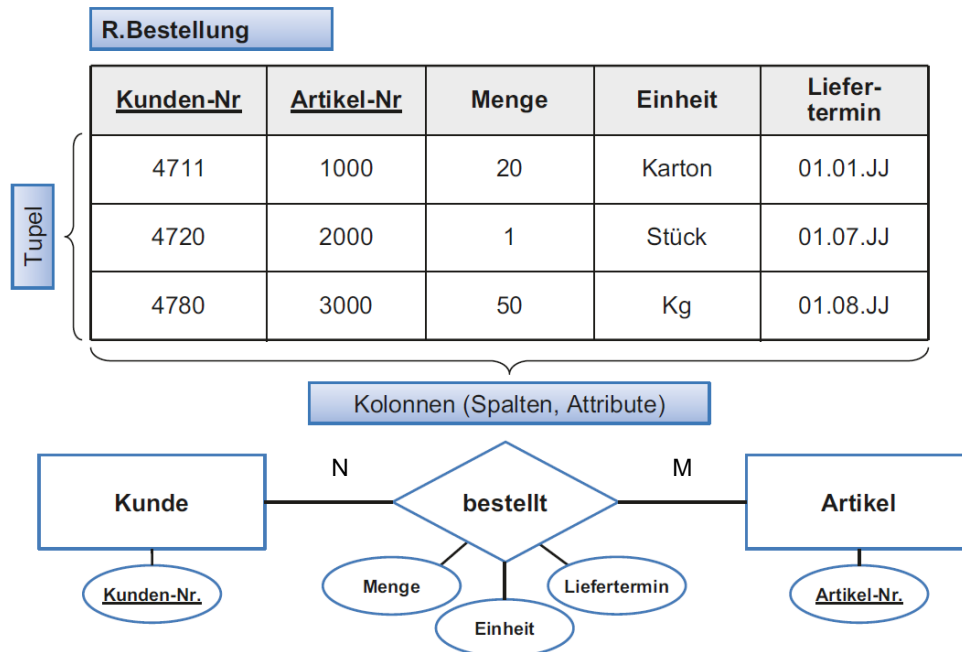 R.Bestellung
Kunden-Nr Artikel-Nr Menge Einheit Liefer-
termin
4711 1000 20 Karton 01.01.JJ
4720 2000 1 Stück 01.07.JJ
4780 3000 50 Kg 01.08.JJ
Tupel
Kolonnen (Spalten, Attribute)
N M
Kunde bestellt Artikel
Kunden-Nr. Menge Liefertermin Artikel-Nr.
Einheit